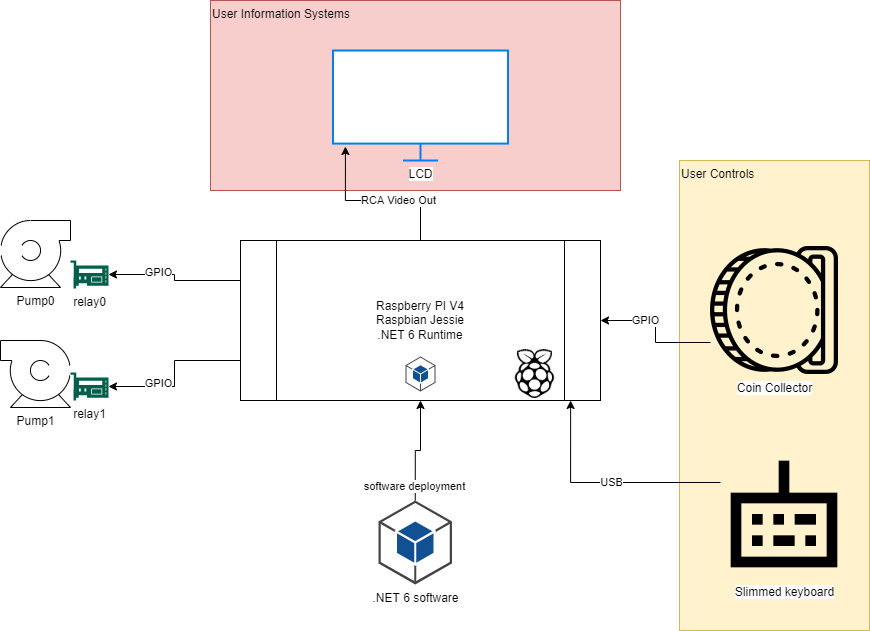 User Information Systems
LCD
RCA Video Out
User Controls
Pump0
relay0
GPIO
Raspberry PI V4
Raspbian Jessie
.NET 6 Runtime
GPIO
Coin Collector
Pump1
relay1
GPIO
software deployment
USB
.NET 6 software
Slimmed keyboard